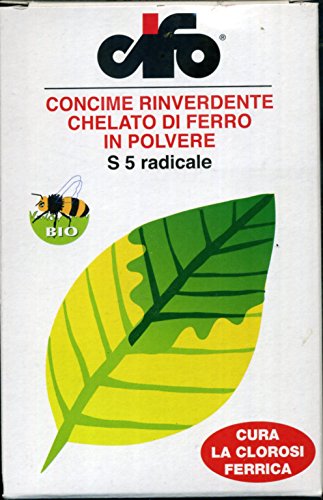 cifo®
CONCIME RINVERDENTE
CHELATO DI FERRO
IN POLVERE
S 5 radicale
BIO
CURA
LA CLOROSI
FERRICA